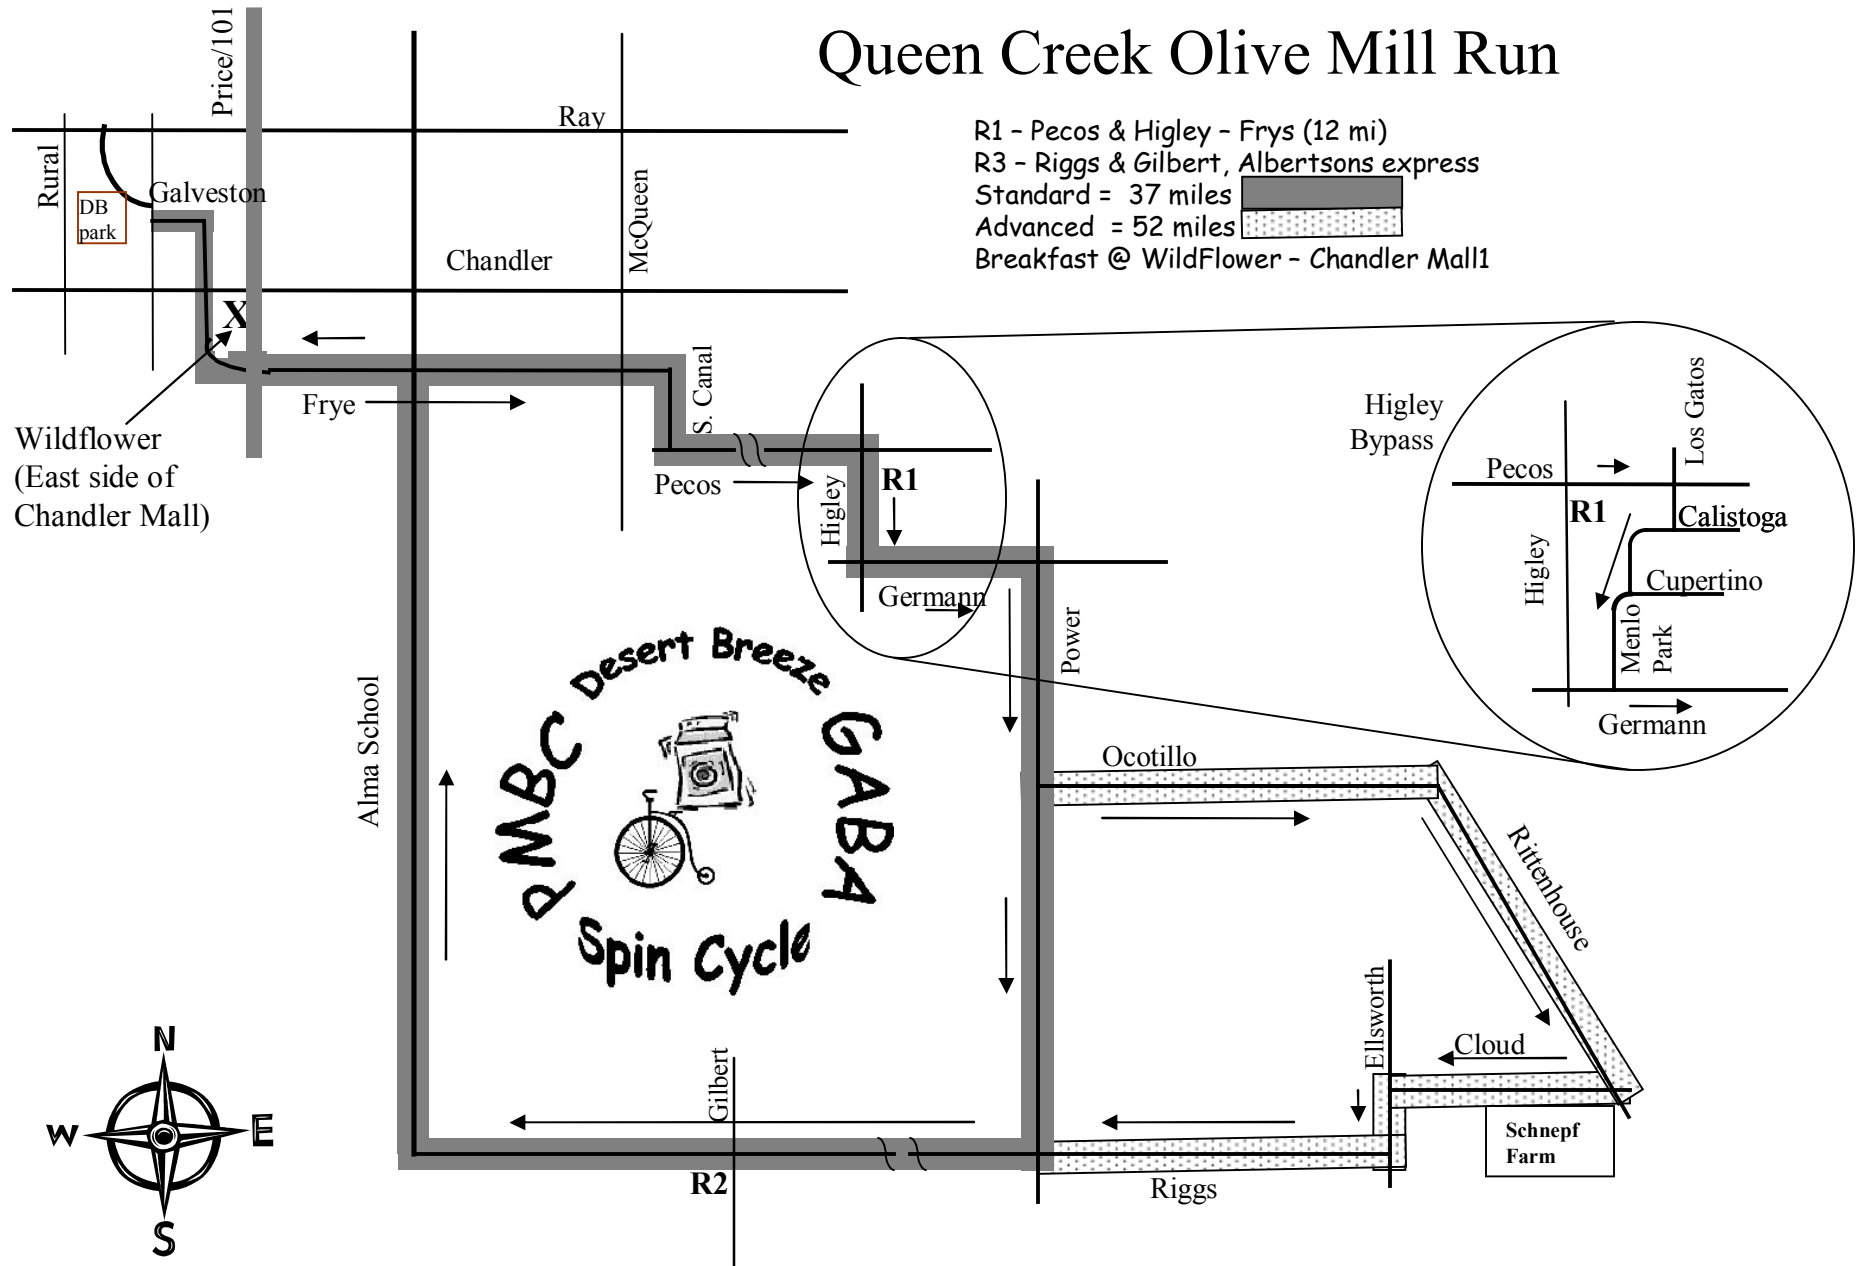 Queen Creek Olive Mill Run
R1 – Pecos & Higley – Frys (12 mi)
R3 – Riggs & Gilbert, Albertsons express
Standard = 37 miles
Advanced = 52 miles
Breakfast @ WildFlower – Chandler Mall1
Price/101
Ray
Rural
Galveston
DB
park
McQueen
Chandler
X
Frye
S. Canal
Wildflower
(East side of
Chandler Mall)
Pecos
Higley
R1
Germann
Power
Higley
Bypass
Los Gatos
Pecos
R1
Calistoga
Higley
Cupertino
Menlo
Park
Germann
Alma School
Desert Breeze
PMBC
GABA
Spin Cycle
Ocotillo
Rittenhouse
Ellsworth
Cloud
Gilbert
R2
Riggs
Schnepf
Farm
N
W
E
S